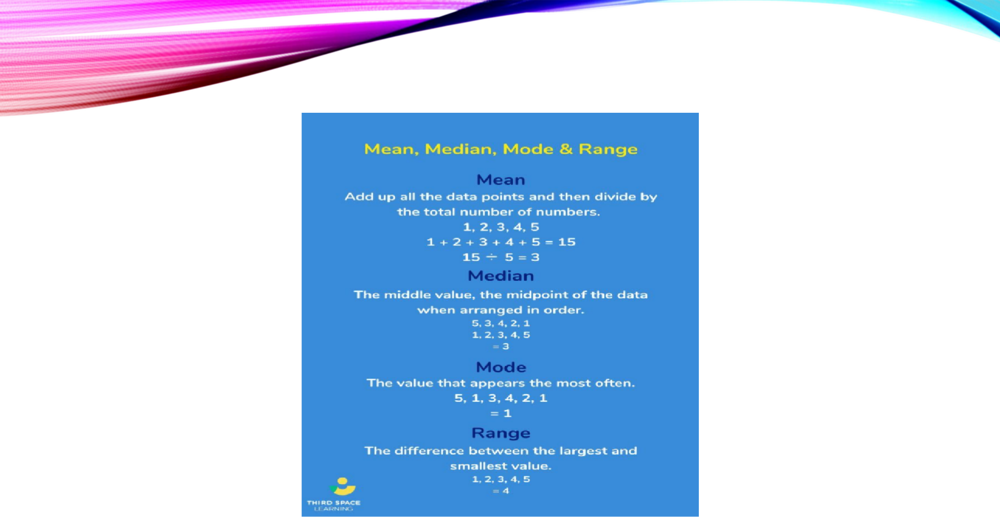 Mean, Median, Mode & Range
Mean
Add up all the data points and then divide by
the total number of numbers.
1, 2, 3, 4, 5
1 + 2 + 3 + 4 + 5 = 15
15 ÷ 5 = 3
Median
The middle value, the midpoint of the data
when arranged in order.
5, 3, 4, 2, 1
1, 2, 3, 4, 5
= 3
Mode
The value that appears the most often.
5, 1, 3, 4, 2, 1
= 1
Range
The difference between the largest and
smallest value.
1, 2, 3, 4, 5
= 4
THIRD SPACE
LEARNING